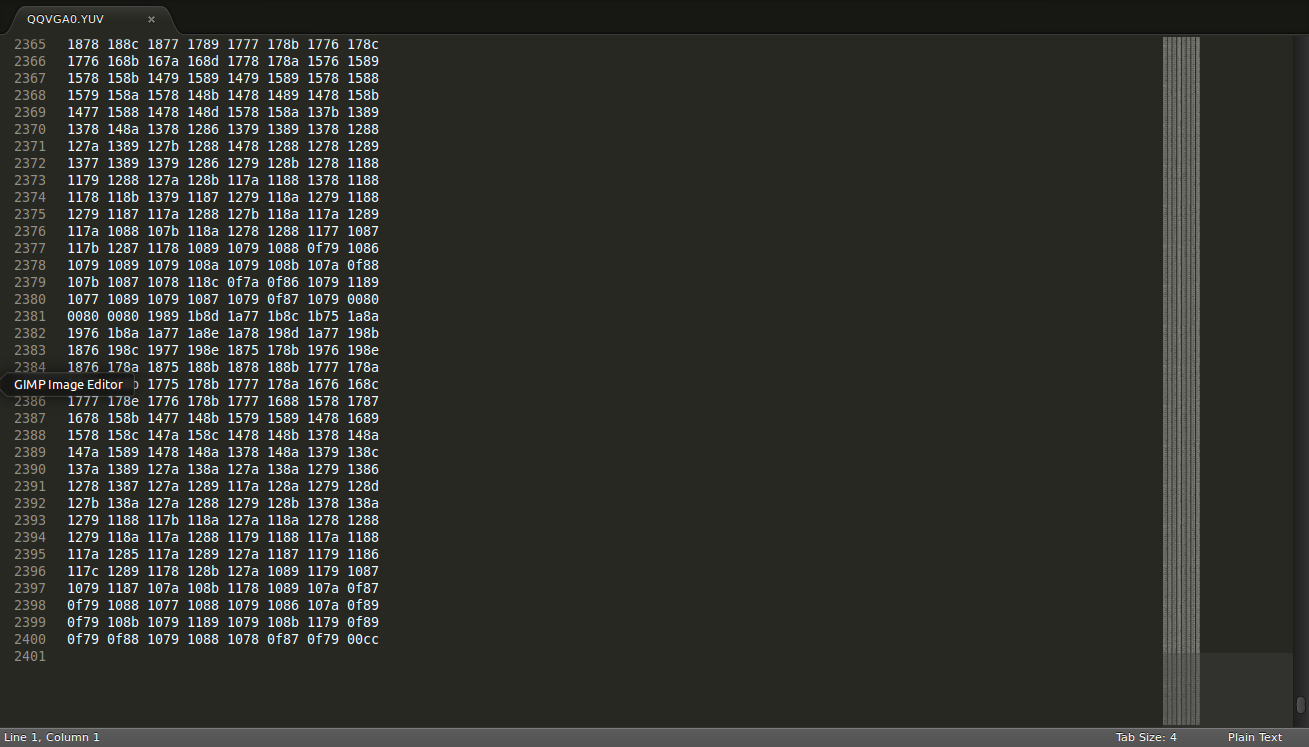 QQVGA0.YUV ×
2365 1878 188c 1877 1789 1777 178b 1776 178c
2366 1776 168b 167a 168d 1778 178a 1576 1589
2367 1578 158b 1479 1589 1479 1589 1578 1588
2368 1579 158a 1578 148b 1478 1489 1478 158b
2369 1477 1588 1478 148d 1578 158a 137b 1389
2370 1378 148a 1378 1286 1379 1389 1378 1288
2371 127a 1389 127b 1288 1478 1288 1278 1289
2372 1377 1389 1379 1286 1279 128b 1278 1188
2373 1179 1288 127a 128b 117a 1188 1378 1188
2374 1178 118b 1379 1187 1279 118a 1279 1188
2375 1279 1187 117a 1288 127b 118a 117a 1289
2376 117a 1088 107b 118a 1278 1288 1177 1087
2377 117b 1287 1178 1089 1079 1088 0f79 1086
2378 1079 1089 1079 108a 1079 108b 107a 0f88
2379 107b 1087 1078 118c 0f7a 0f86 1079 1189
2380 1077 1089 1079 1087 1079 0f87 1079 0080
2381 0080 0080 1989 1b8d 1a77 1b8c 1b75 1a8a
2382 1976 1b8a 1a77 1a8e 1a78 198d 1a77 198b
2383 1876 198c 1977 198e 1875 178b 1976 198e
2384 1876 178a 1875 188b 1878 188b 1777 178a
GIMP Image Editor 1775 178b 1777 178a 1676 168c
2386 1777 178e 1776 178b 1777 1688 1578 1787
2387 1678 158b 1477 148b 1579 1589 1478 1689
2388 1578 158c 147a 158c 1478 148b 1378 148a
2389 147a 1589 1478 148a 1378 148a 1379 138c
2390 137a 1389 127a 138a 127a 138a 1279 1386
2391 1278 1387 127a 1289 117a 128a 1279 128d
2392 127b 138a 127a 1288 1279 128b 1378 138a
2393 1279 1188 117b 118a 127a 118a 1278 1288
2394 1279 118a 117a 1288 1179 1188 117a 1188
2395 117a 1285 117a 1289 127a 1187 1179 1186
2396 117c 1289 1178 128b 127a 1089 1179 1087
2397 1079 1187 107a 108b 1178 1089 107a 0f87
2398 0f79 1088 1077 1088 1079 1086 107a 0f89
2399 0f79 108b 1079 1189 1079 108b 1179 0f89
2400 0f79 0f88 1079 1088 1078 0f87 0f79 00cc
2401
Line 1, Column 1 Tab Size: 4 Plain Text